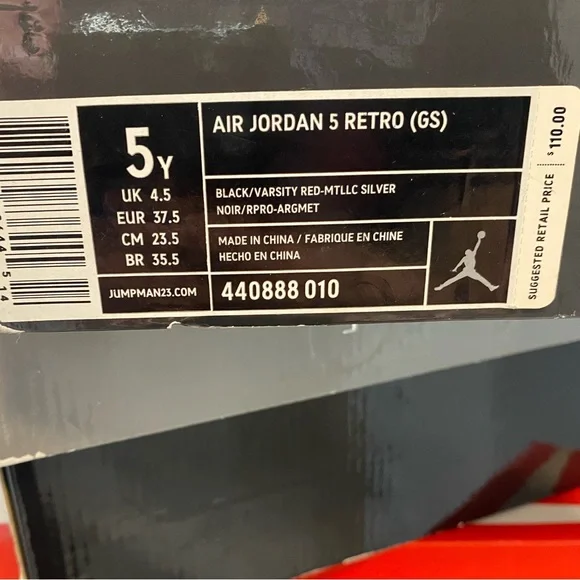 5Y
UK 4.5
EUR 37.5
CM 23.5
BR 35.5
JUMPMAN23.COM
AIR JORDAN 5 RETRO (GS)
BLACK/VARSITY RED-MTLLC SILVER
NOIR/RPRO-ARGMET
MADE IN CHINA / FABRIQUE EN CHINE
HECHO EN CHINA
440888 010
SUGGESTED RETAIL PRICE $110.00